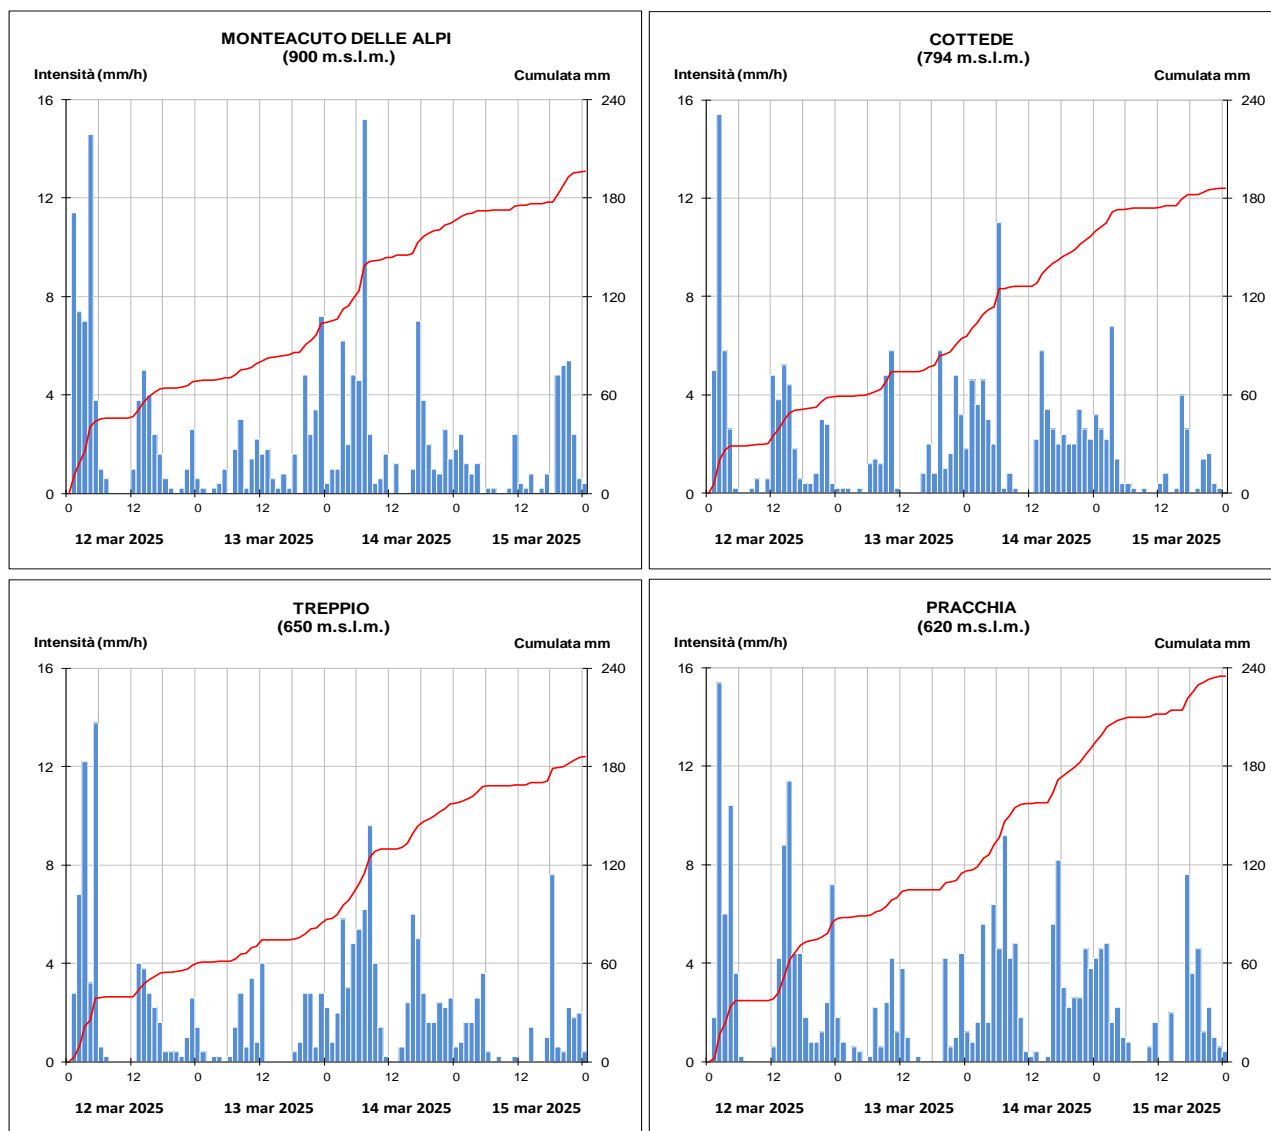 MONTEACUTO DELLE ALPI
(900 m.s.l.m.)
Intensità (mm/h)
Cumulata mm
16 240
12 180
8 120
4 60
0 0
0 12 0 12 0 12 0 12 0
12 mar 2025 13 mar 2025 14 mar 2025 15 mar 2025
COTTEDE
(794 m.s.l.m.)
Intensità (mm/h)
Cumulata mm
16 240
12 180
8 120
4 60
0 0
0 12 0 12 0 12 0 12 0
12 mar 2025 13 mar 2025 14 mar 2025 15 mar 2025
TREPPIO
(650 m.s.l.m.)
Intensità (mm/h)
Cumulata mm
16 240
12 180
8 120
4 60
0 0
0 12 0 12 0 12 0 12 0
12 mar 2025 13 mar 2025 14 mar 2025 15 mar 2025
PRACCHIA
(620 m.s.l.m.)
Intensità (mm/h)
Cumulata mm
16 240
12 180
8 120
4 60
0 0
0 12 0 12 0 12 0 12 0
12 mar 2025 13 mar 2025 14 mar 2025 15 mar 2025